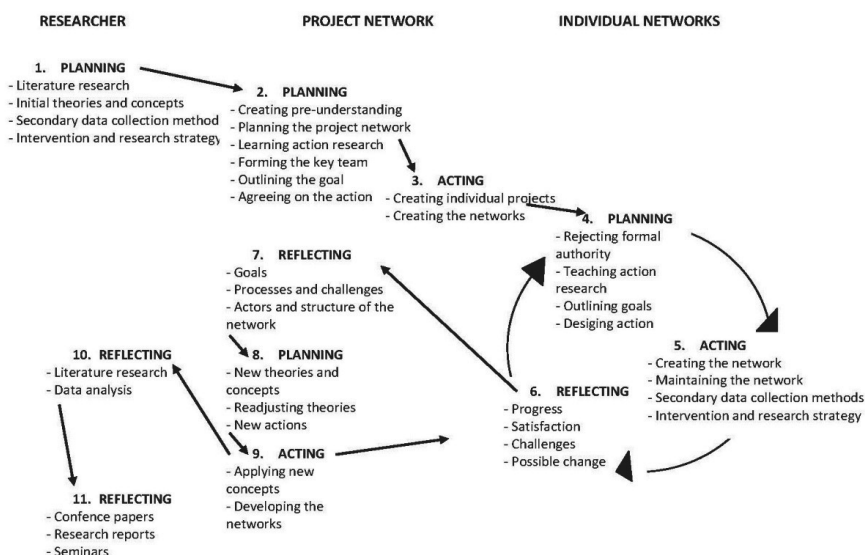 RESEARCHER
PROJECT NETWORK
INDIVIDUAL NETWORKS
1. PLANNING
- Literature research
- Initial theories and concepts
- Secondary data collection method
- Intervention and research strategy
2. PLANNING
- Creating pre-understanding
- Planning the project network
- Learning action research
- Forming the key team
- Outlining the goal
- Agreeing on the action
3. ACTING
- Creating individual projects
- Creating the networks
4. PLANNING
- Rejecting formal
authority
- Teaching action
research
- Outlining goals
- Desiging action
5. ACTING
- Creating the network
- Maintaining the network
- Secondary data collection methods
- Intervention and research strategy
6. REFLECTING
- Progress
- Satisfaction
- Challenges
- Possible change
7. REFLECTING
- Goals
- Processes and challenges
- Actors and structure of the
network
8. PLANNING
- New theories and
concepts
- Readjusting theories
- New actions
9. ACTING
- Applying new
concepts
- Developing the
networks
10. REFLECTING
- Literature research
- Data analysis
11. REFLECTING
- Confence papers
- Research reports
- Seminars